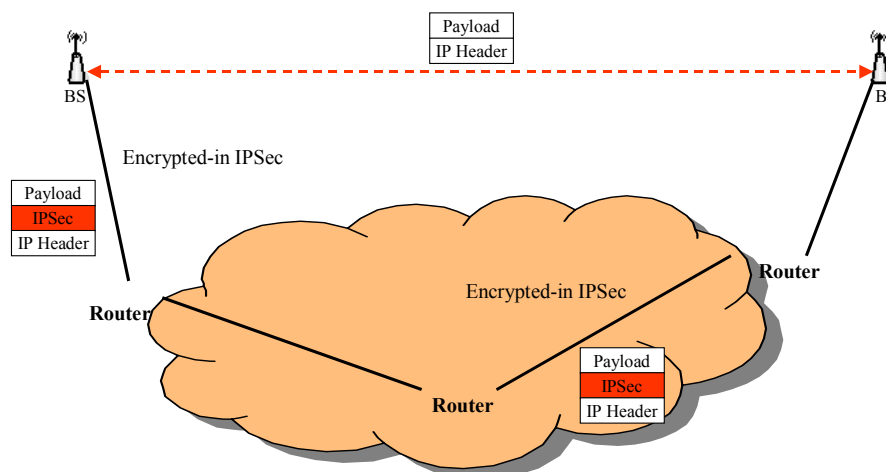 Payload
IP Header
BS
B
Encrypted-in IPSec
Payload
IPSec
IP Header
Router
Encrypted-in IPSec
Router
Payload
IPSec
IP Header
Router